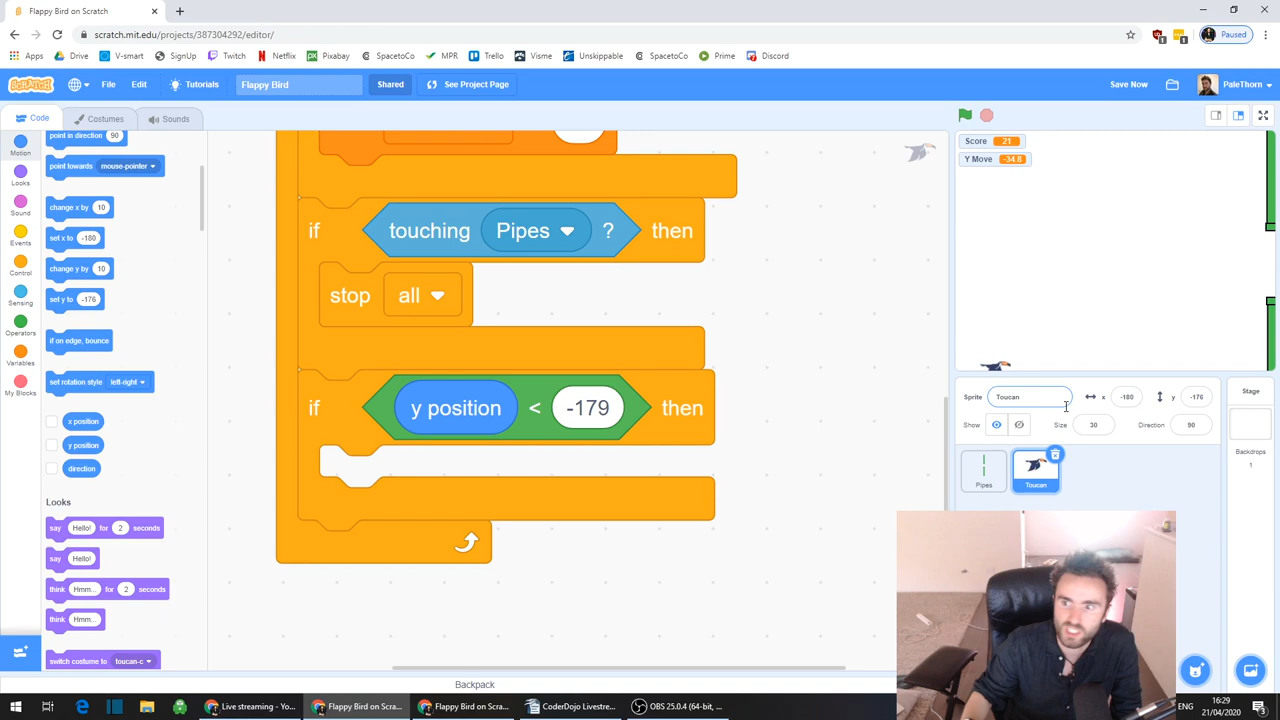 Flappy Bird on Scratch
scratch.mit.edu/projects/387304292/editor/
Paused
Apps Drive V-smart SignUp Twitch Netflix Pixabay SpacetoCo MPR Trello Visme Unskippable SpacetoCo Prime Discord
SCRATCH File Edit Tutorials Flappy Bird Shared See Project Page Save Now PaleThorn
Code Costumes Sounds
Motion
Looks
Sound
Events
Control
Sensing
Operators
Variables
My Blocks
point in direction 90
point towards mouse-pointer
change x by 10
set x to -180
change y by 10
set y to -176
if on edge, bounce
set rotation style left-right
x position
y position
direction
Looks
say Hello! for 2 seconds
say Hello!
think Hmm... for 2 seconds
think Hmm...
switch costume to toucan-c
if touching Pipes ? then
stop all
if y position < -179 then
Score 21
Y Move -34.8
Sprite Toucan x -180 y -176
Show Size 30 Direction 90
Pipes
Toucan
Stage
Backdrops
1
Backpack
Live streaming - Yo...
Flappy Bird on Scra...
Flappy Bird on Scra...
CoderDojo Livestre...
OBS 25.0.4 (64-bit, ...
ENG
16:29
21/04/2020
3